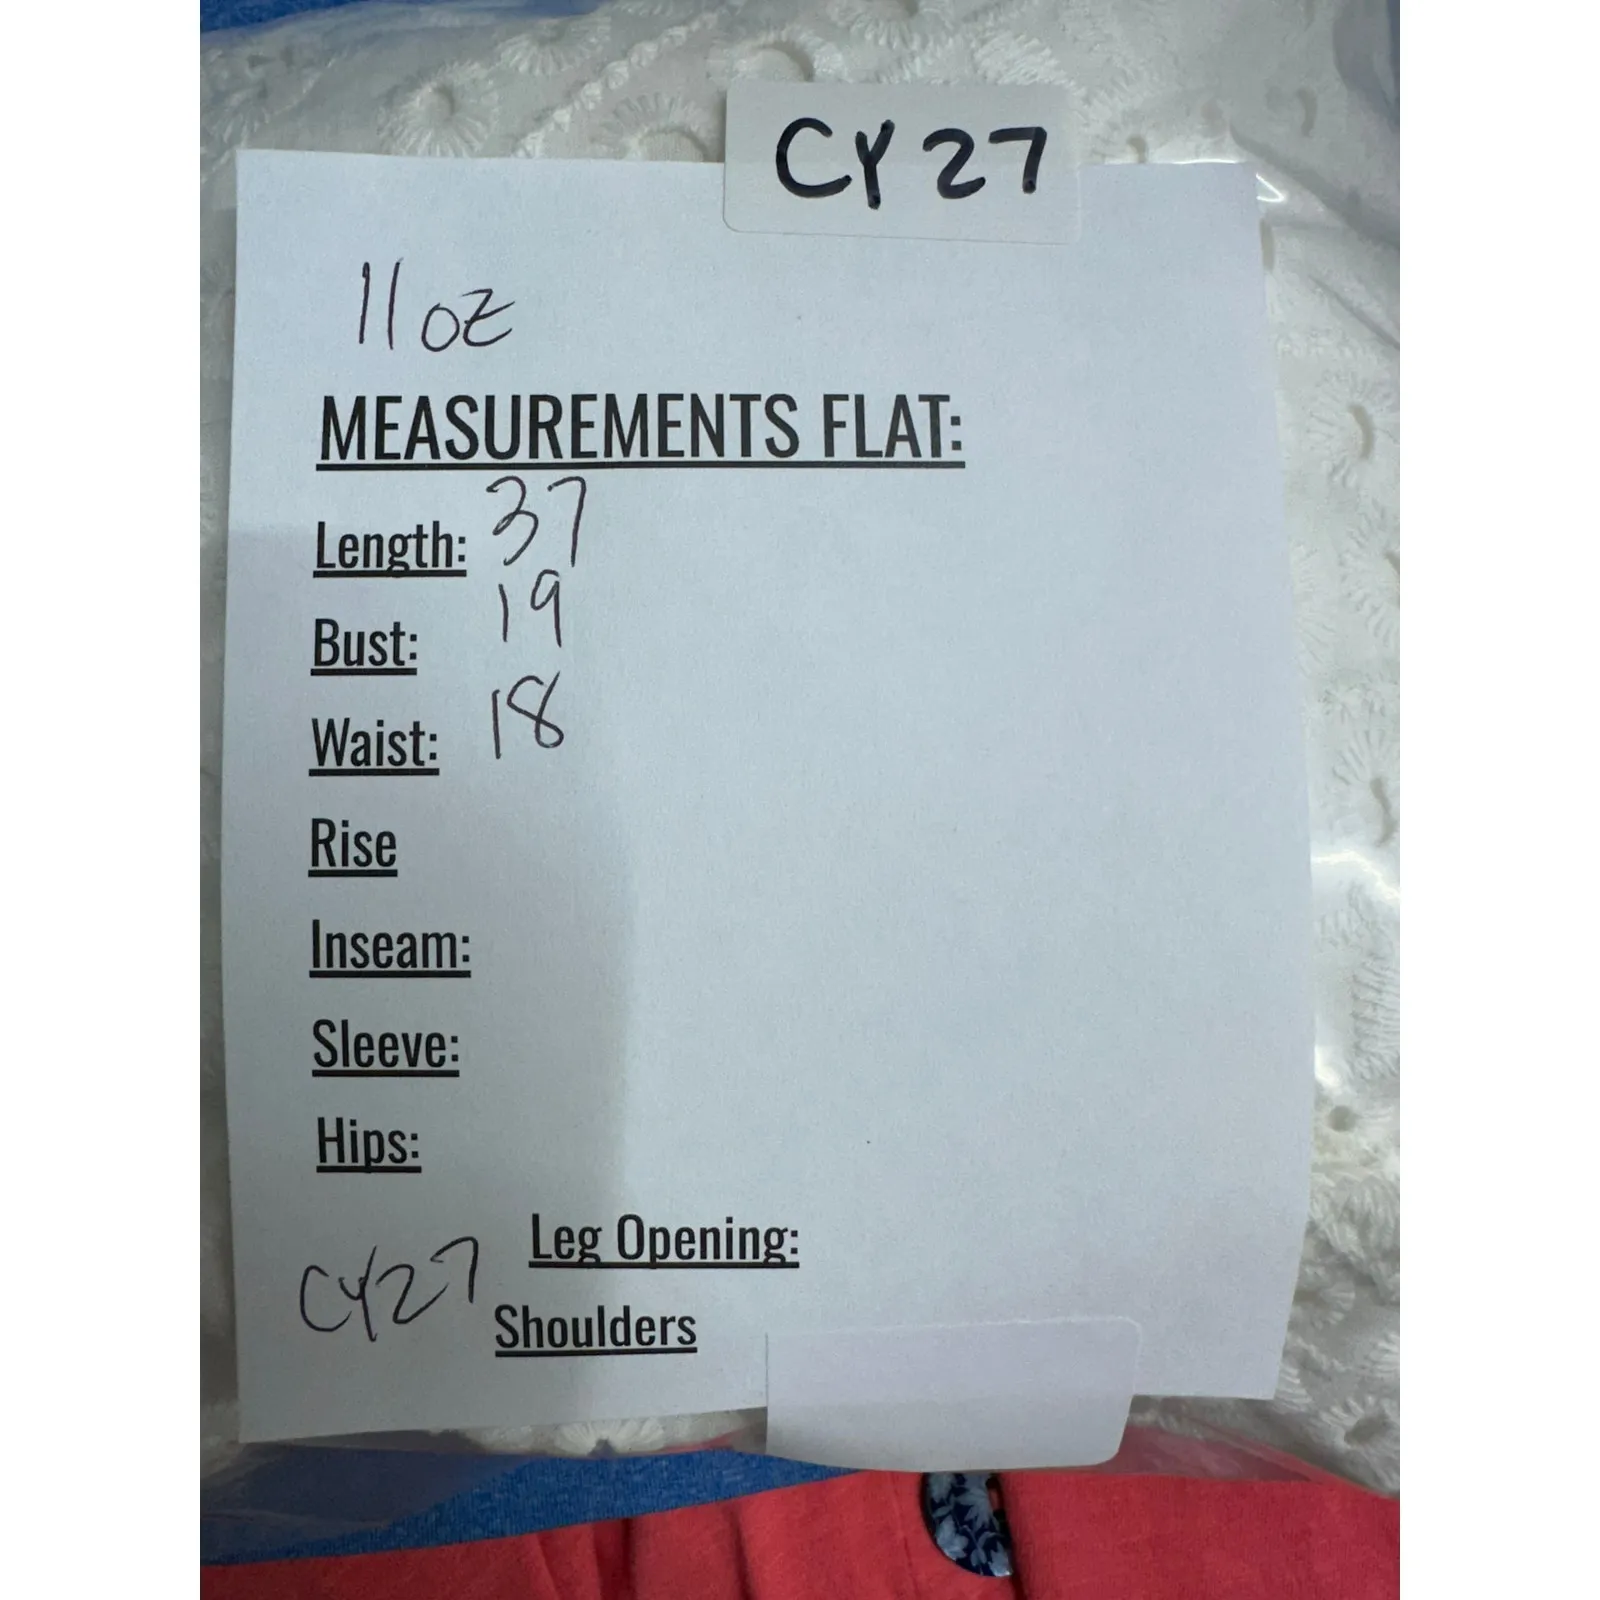 CY27
11oz
MEASUREMENTS FLAT:
Length: 37
Bust: 19
Waist: 18
Rise
Inseam:
Sleeve:
Hips:
Leg Opening:
CY27
Shoulders